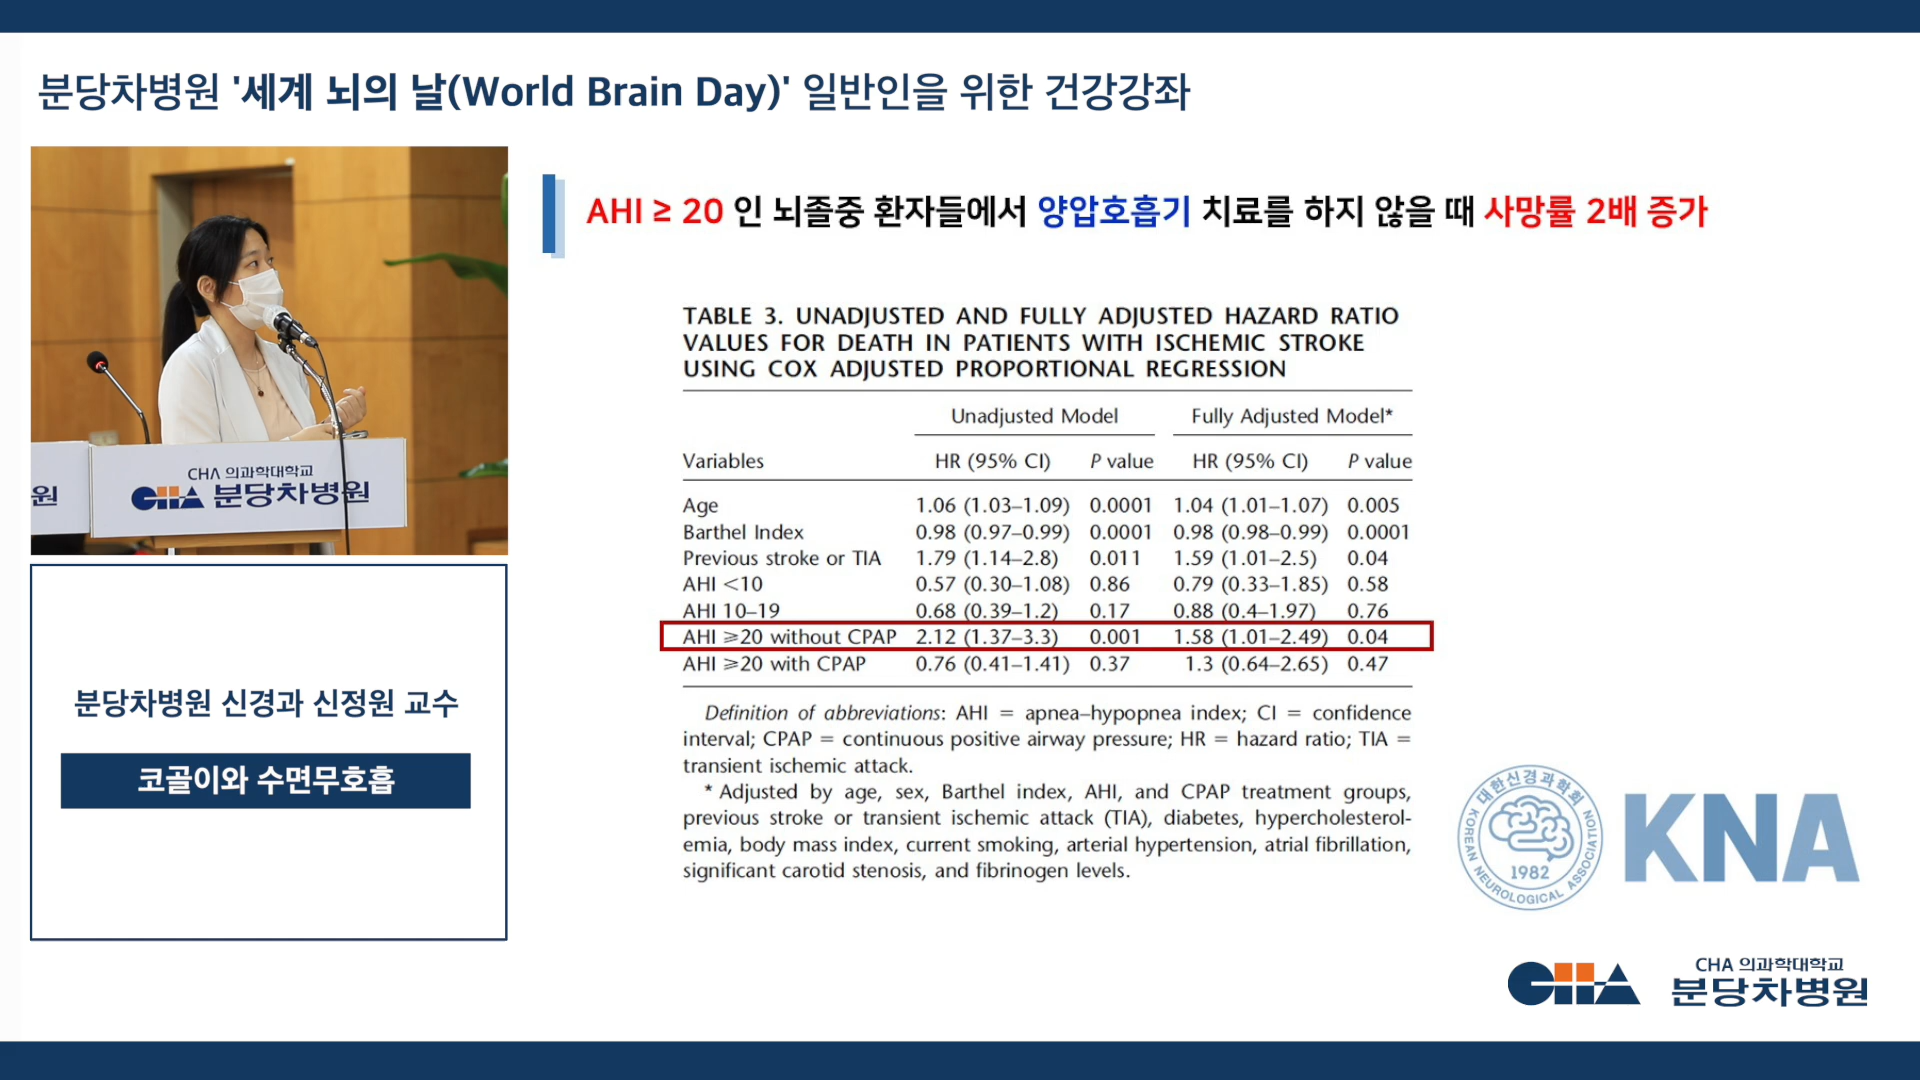 분당차병원 '세계 뇌의 날(World Brain Day)' 일반인을 위한 건강강좌
AHI ≥ 20 인 뇌졸중 환자들에서 양압호흡기 치료를 하지 않을 때 사망률 2배 증가
CHA 의과학대학교
원
CHA 분당차병원
분당차병원 신경과 신정원 교수
코골이와 수면무호흡
TABLE 3. UNADJUSTED AND FULLY ADJUSTED HAZARD RATIO
VALUES FOR DEATH IN PATIENTS WITH ISCHEMIC STROKE
USING COX ADJUSTED PROPORTIONAL REGRESSION
Unadjusted Model Fully Adjusted Model*
Variables HR (95% CI) P value HR (95% CI) P value
Age 1.06 (1.03–1.09) 0.0001 1.04 (1.01–1.07) 0.005
Barthel Index 0.98 (0.97–0.99) 0.0001 0.98 (0.98–0.99) 0.0001
Previous stroke or TIA 1.79 (1.14–2.8) 0.011 1.59 (1.01–2.5) 0.04
AHI <10 0.57 (0.30–1.08) 0.86 0.79 (0.33–1.85) 0.58
AHI 10–19 0.68 (0.39–1.2) 0.17 0.88 (0.4–1.97) 0.76
AHI ≥20 without CPAP 2.12 (1.37–3.3) 0.001 1.58 (1.01–2.49) 0.04
AHI ≥20 with CPAP 0.76 (0.41–1.41) 0.37 1.3 (0.64–2.65) 0.47
Definition of abbreviations: AHI = apnea–hypopnea index; CI = confidence
interval; CPAP = continuous positive airway pressure; HR = hazard ratio; TIA =
transient ischemic attack.
* Adjusted by age, sex, Barthel index, AHI, and CPAP treatment groups,
previous stroke or transient ischemic attack (TIA), diabetes, hypercholesterol-
emia, body mass index, current smoking, arterial hypertension, atrial fibrillation,
significant carotid stenosis, and fibrinogen levels.
대한신경과학회
KOREAN NEUROLOGICAL ASSOCIATION
1982
KNA
CHA 의과학대학교
CHA 분당차병원